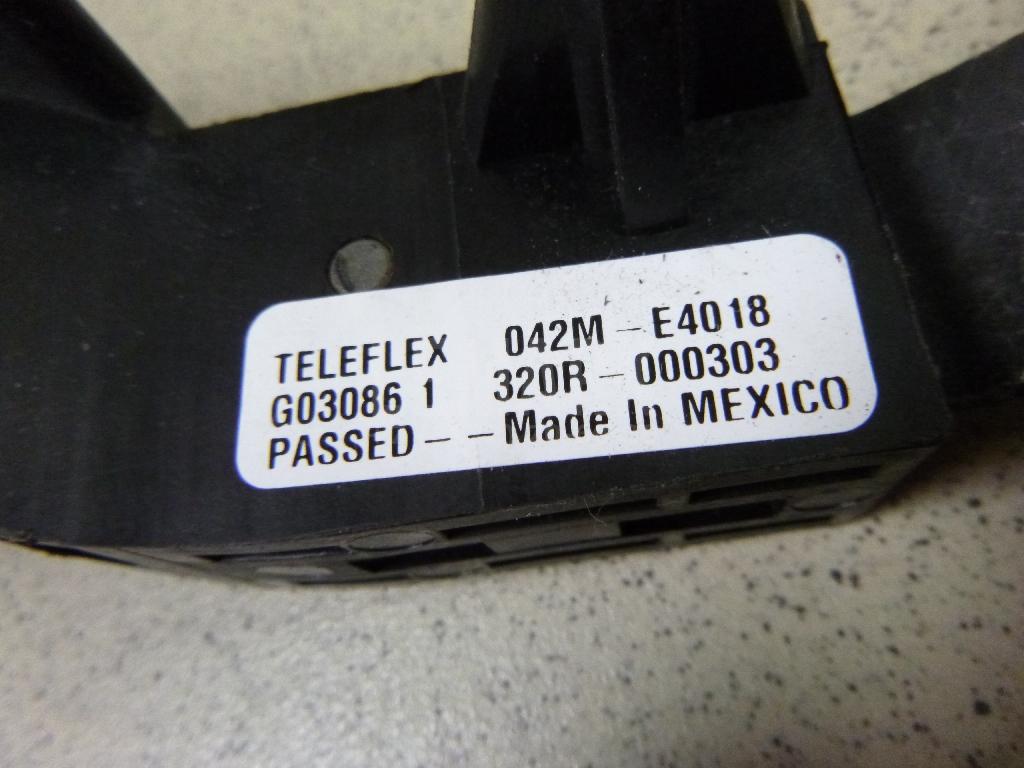 TELEFLEX 042M - E4018
G03086 1 320R - 000303
PASSED - - Made In MEXICO